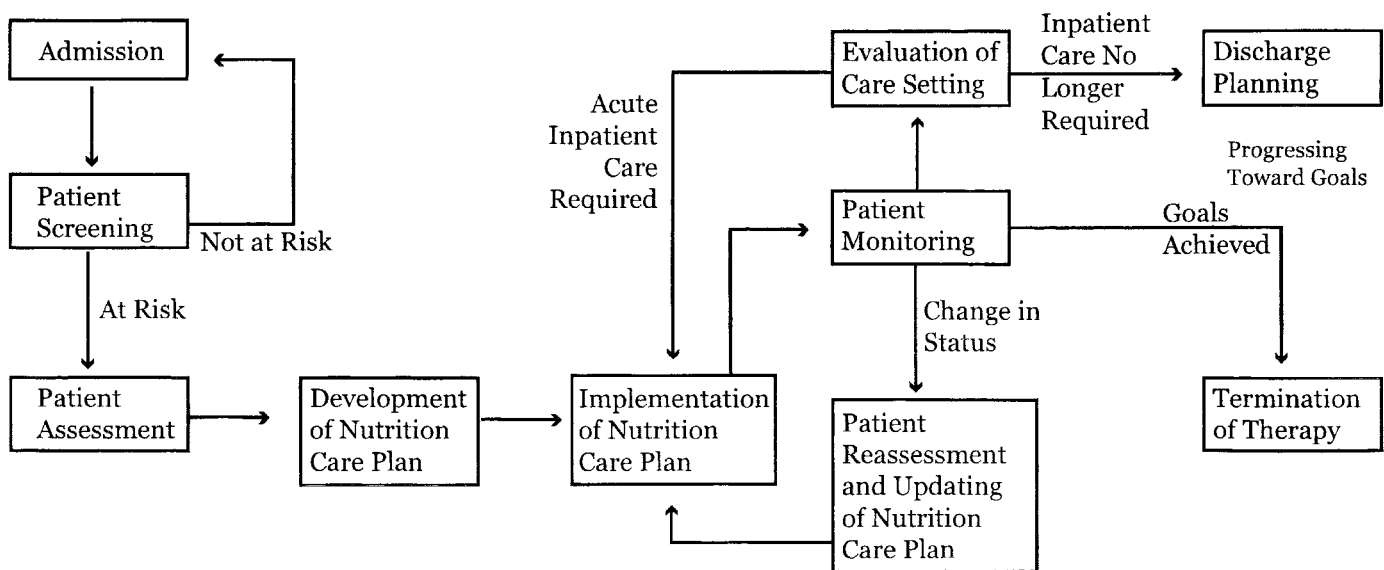 Admission
Patient
Screening
Not at Risk
At Risk
Patient
Assessment
Development
of Nutrition
Care Plan
Implementation
of Nutrition
Care Plan
Acute
Inpatient
Care
Required
Evaluation of
Care Setting
Inpatient
Care No
Longer
Required
Discharge
Planning
Progressing
Toward Goals
Patient
Monitoring
Goals
Achieved
Change in
Status
Patient
Reassessment
and Updating
of Nutrition
Care Plan
Termination
of Therapy